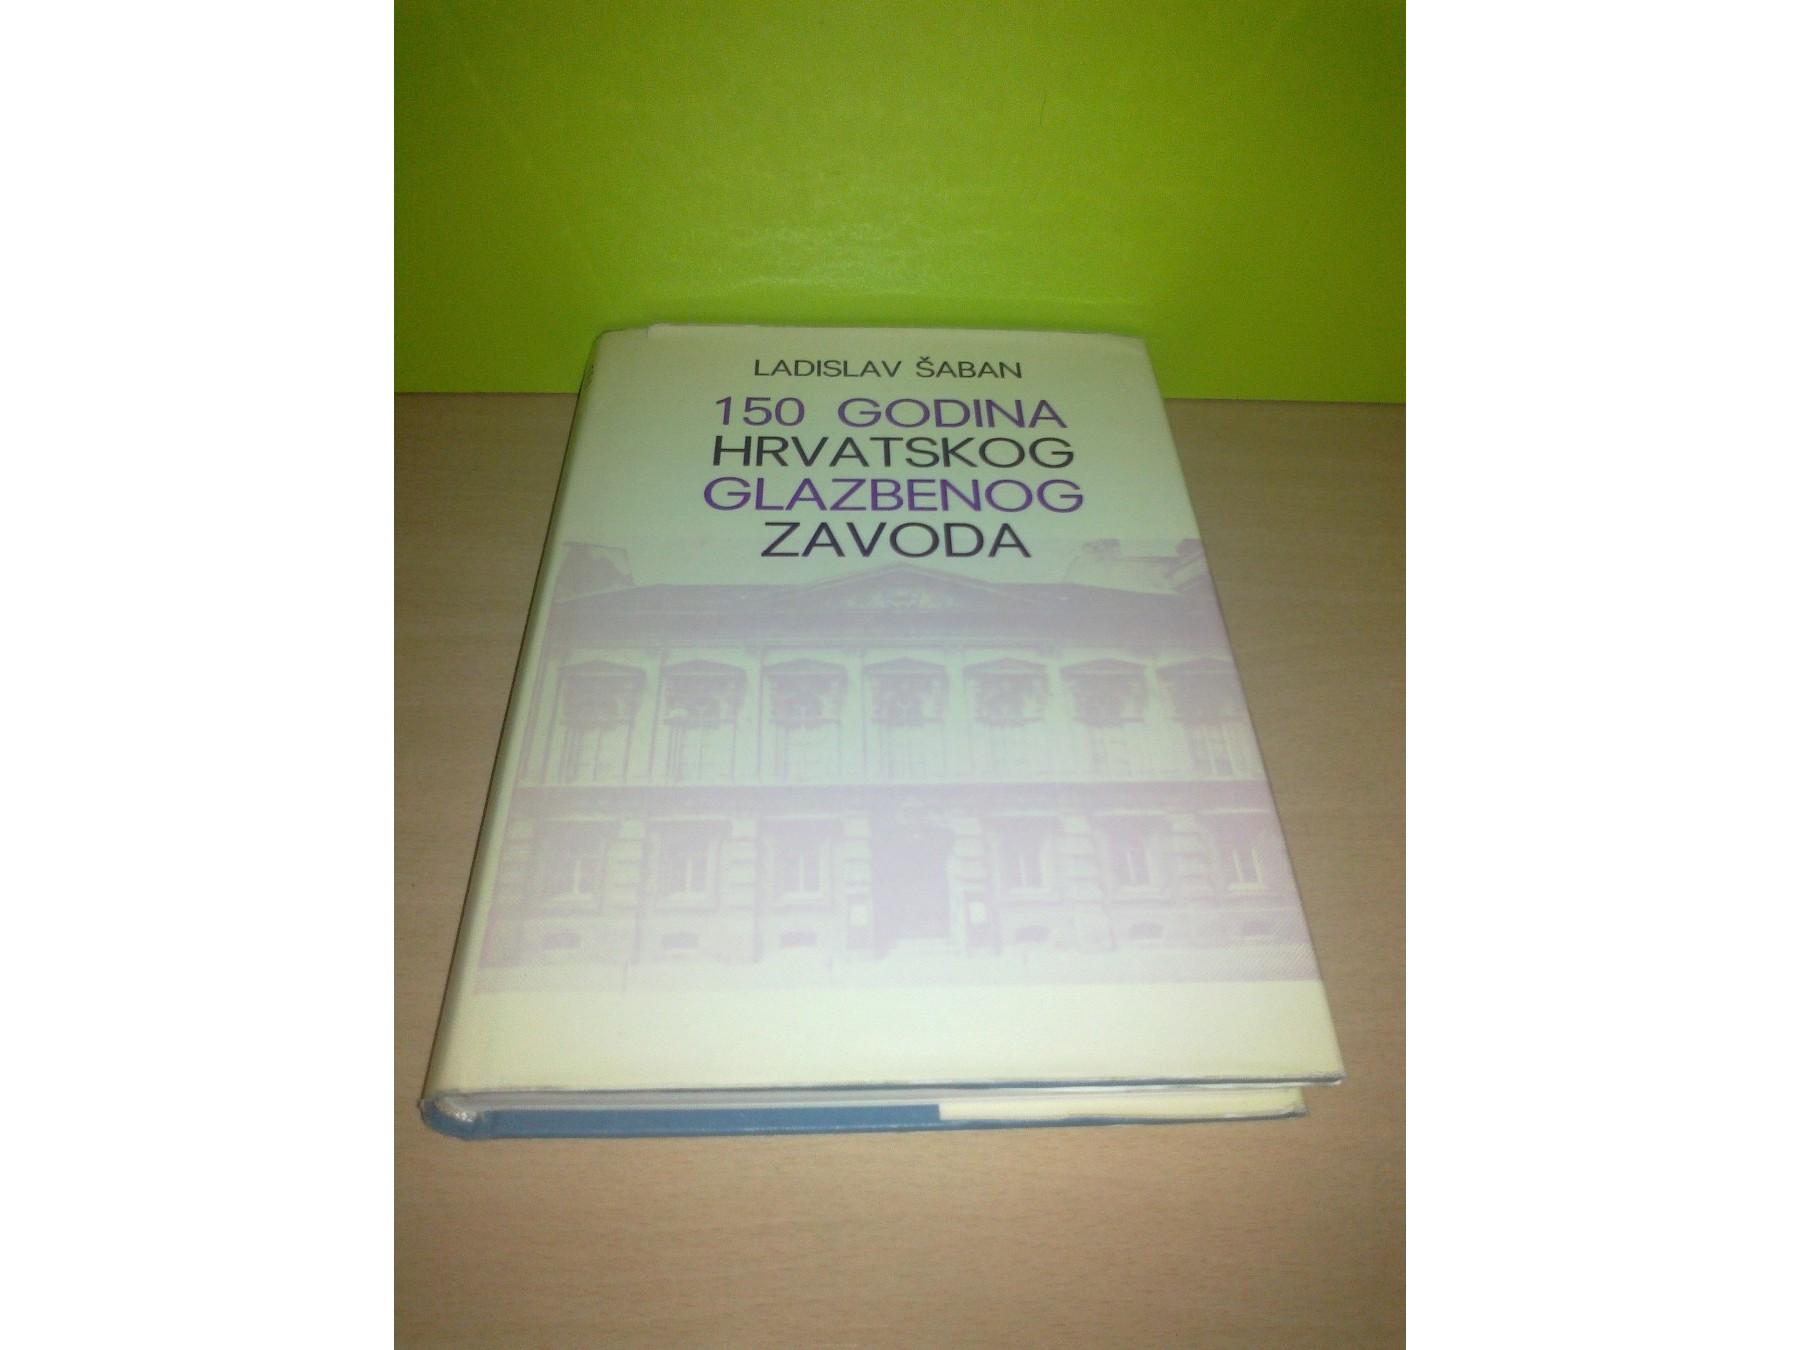 LADISLAV ŠABAN
150 GODINA
HRVATSKOG
GLAZBENOG
ZAVODA